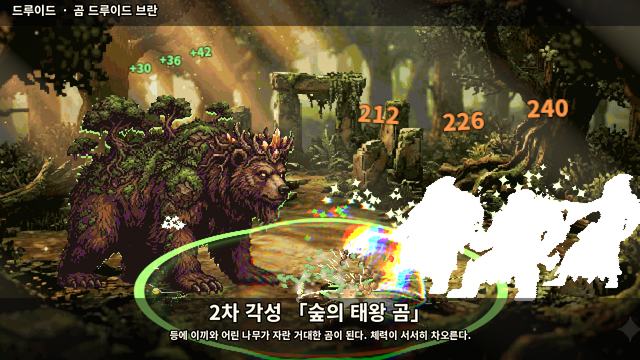 드루이드 · 곰 드루이드 브란
+30 +36 +42
212 226 240
2차 각성 「숲의 태왕 곰」
등에 이끼와 어린 나무가 자란 거대한 곰이 된다. 체력이 서서히 차오른다.